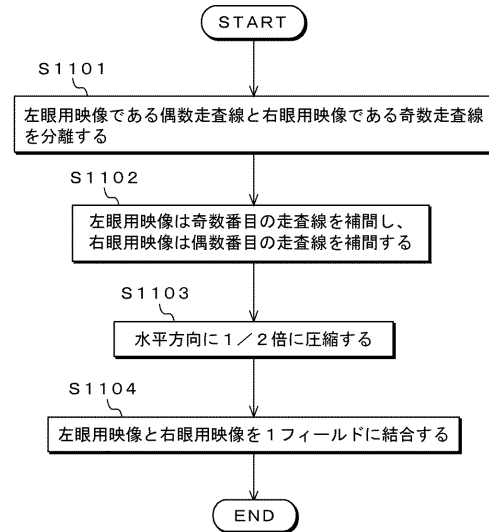 START
S1101
左眼用映像である偶数走査線と右眼用映像である奇数走査線
を分離する
S1102
左眼用映像は奇数番目の走査線を補間し、
右眼用映像は偶数番目の走査線を補間する
S1103
水平方向に1/2倍に圧縮する
S1104
左眼用映像と右眼用映像を1フィールドに結合する
END